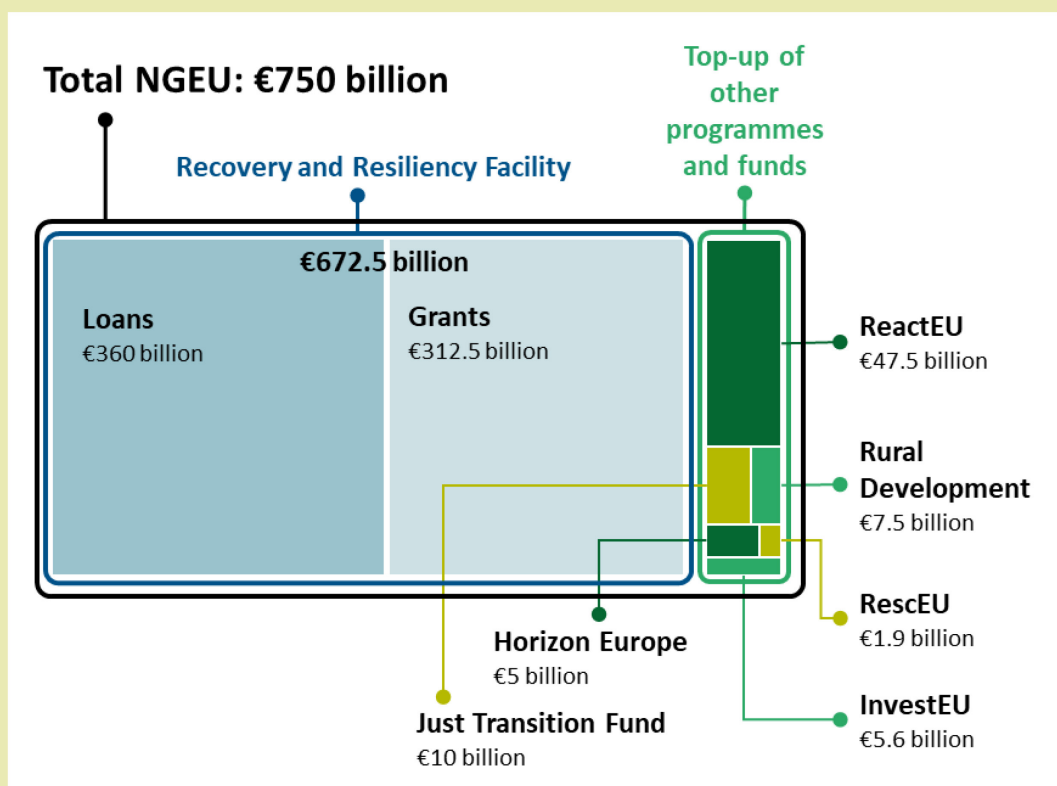 Total NGEU: €750 billion
Top-up of
other
programmes
and funds
Recovery and Resiliency Facility
€672.5 billion
Loans
€360 billion
Grants
€312.5 billion
ReactEU
€47.5 billion
Rural
Development
€7.5 billion
RescEU
€1.9 billion
Horizon Europe
€5 billion
InvestEU
€5.6 billion
Just Transition Fund
€10 billion